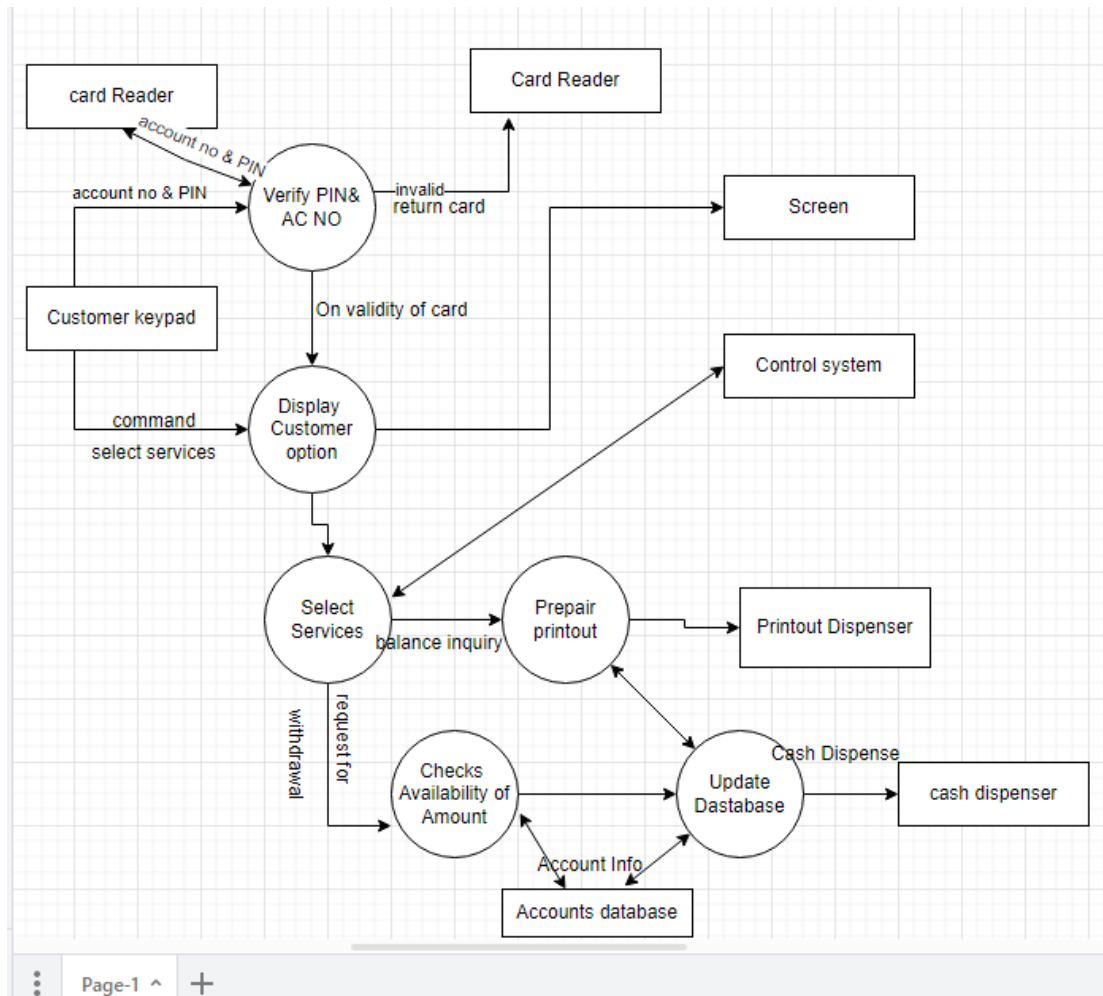 card Reader
Card Reader
account no & PIN
account no & PIN
Verify PIN&
AC NO
invalid
return card
Screen
Customer keypad
On validity of card
Control system
Display
Customer
option
command
select services
Select
Services
balance inquiry
Prepair
printout
Printout Dispenser
request for
withdrawal
Checks
Availability of
Amount
Update
Dastabase
Cash Dispense
cash dispenser
Account Info
Accounts database
Page-1